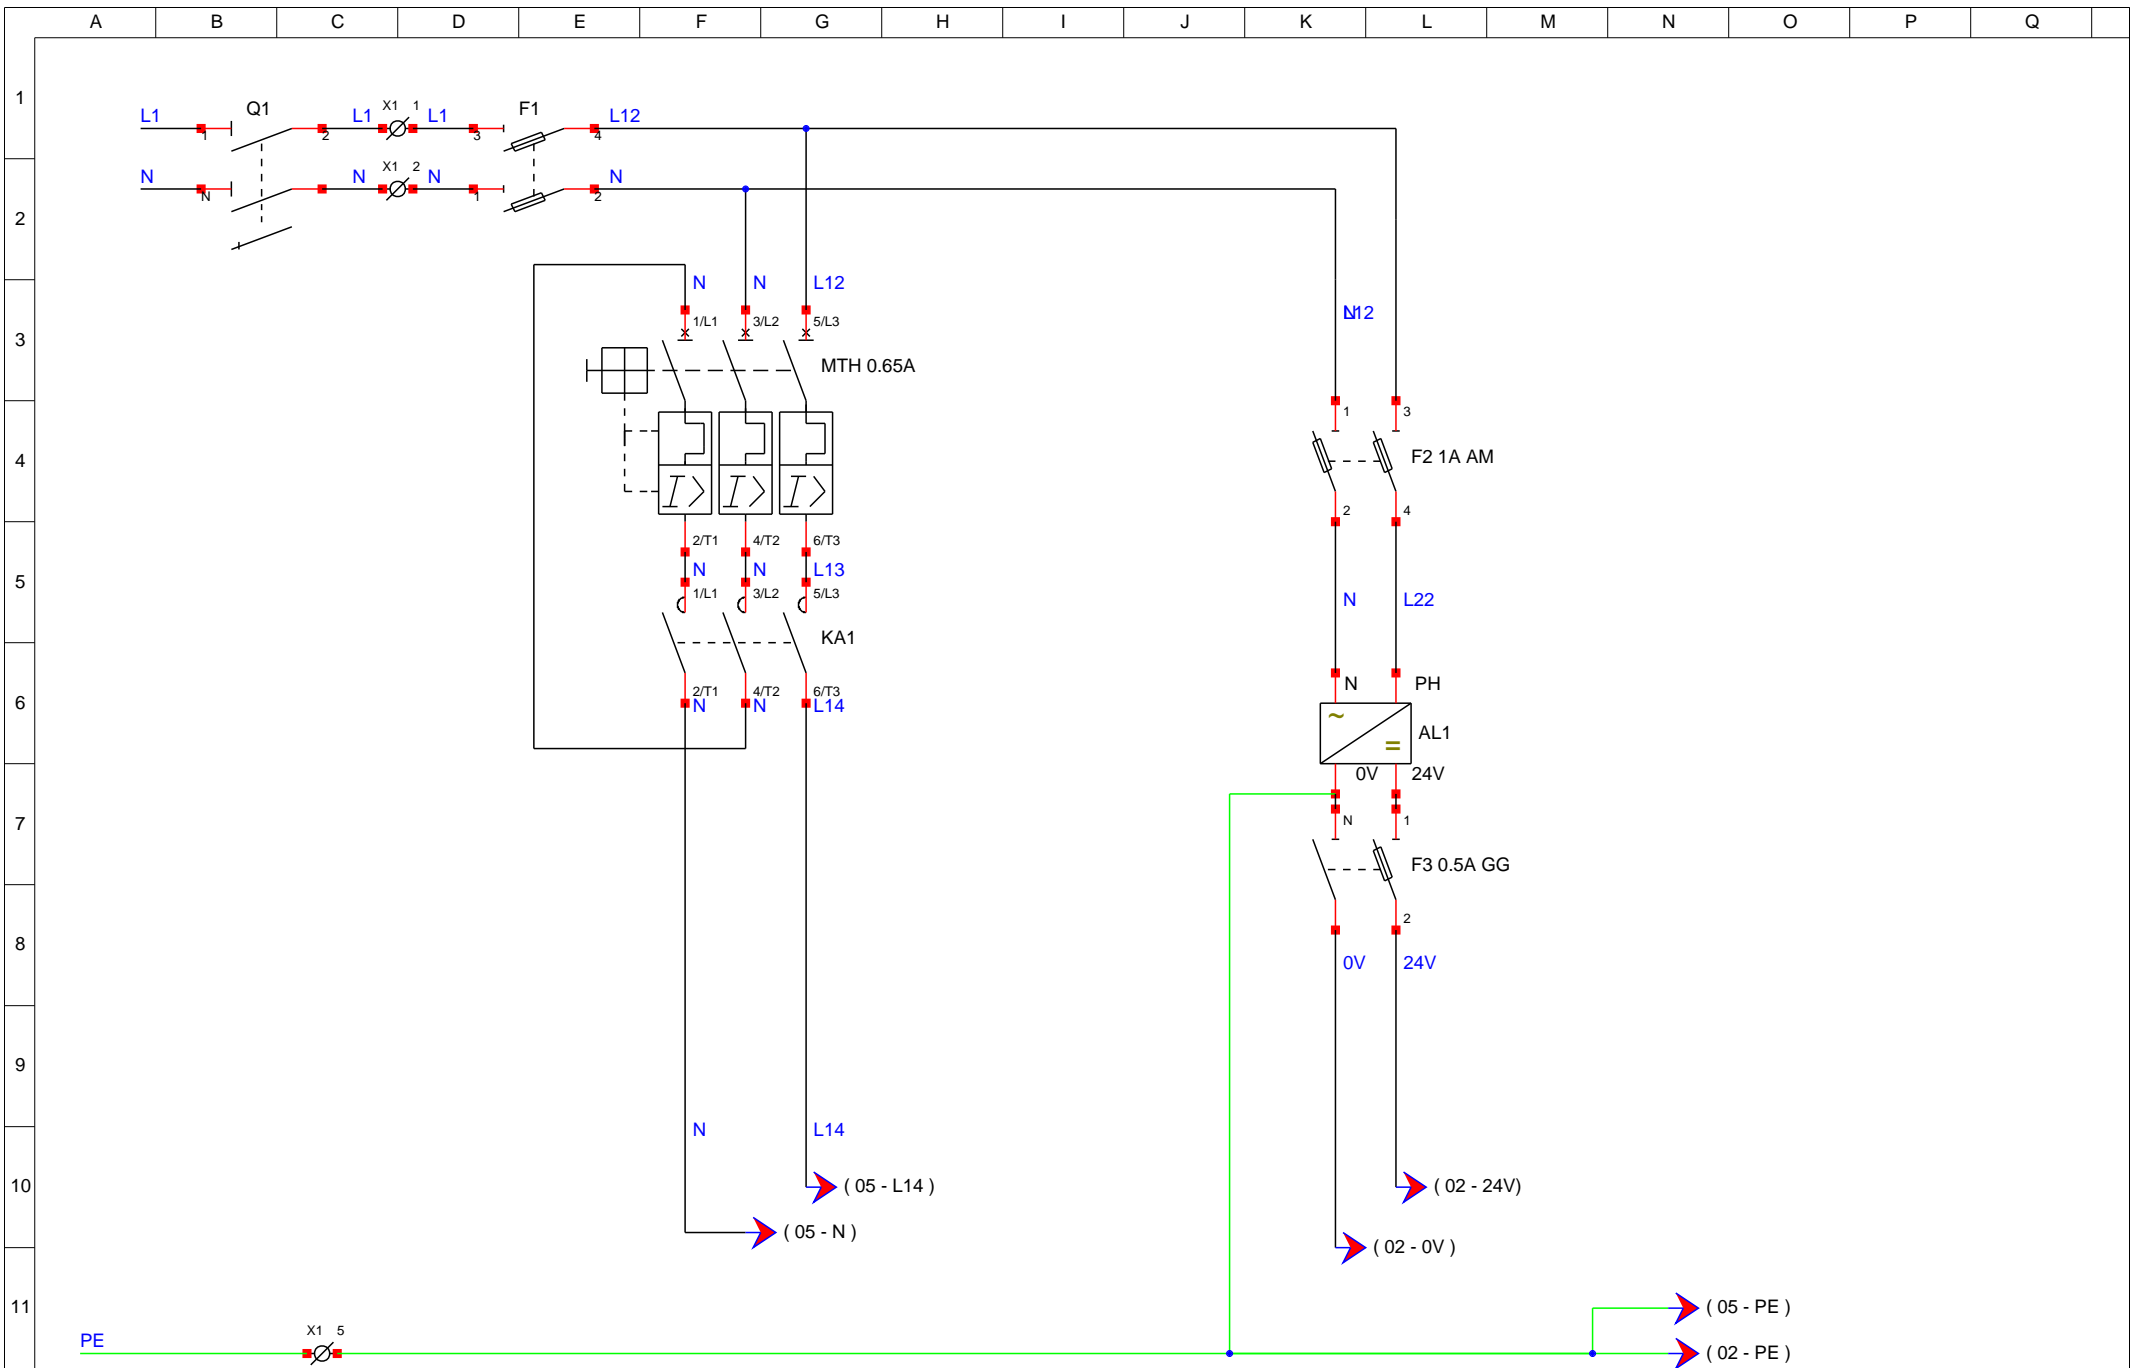 A B C D E F G H I J K L M N O P Q
1
Q1 X1 1 F1
L1 L1 L1 L12
1 2 3 4
X1 2
N N N N
N 1 2
2
N N L12
1/L1 3/L2 5/L3
3
MTH 0.65A
1 3
4
F2 1A AM
2 4
2/T1 4/T2 6/T3
N N L13
5
1/L1 3/L2 5/L3
N L22
KA1
2/T1 4/T2 6/T3
N N L14
6
N PH
~
AL1
=
0V 24V
7
N 1
F3 0.5A GG
2
8
0V 24V
9
N L14
10
( 05 - L14 )
( 02 - 24V)
( 05 - N )
( 02 - 0V )
11
( 05 - PE )
X1 5
PE
( 02 - PE )